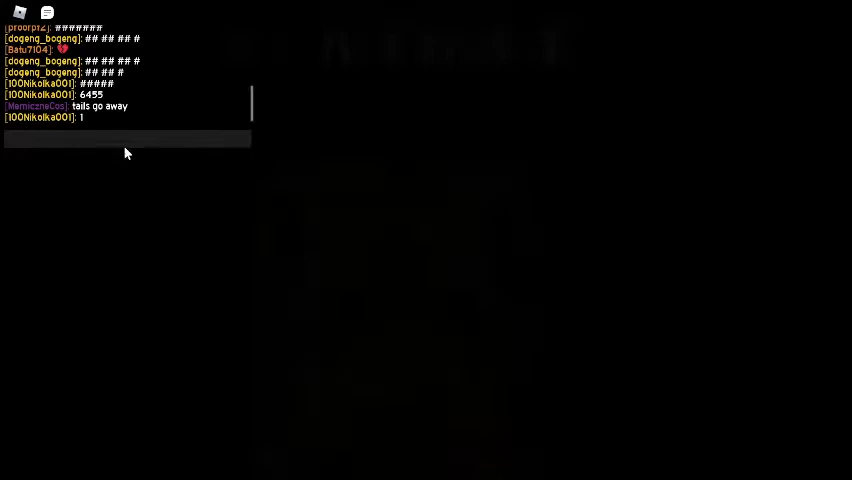 [proorpt2]: #######
[dogeng_bogeng]: ## ## ## #
[Batu7104]: 💔
[dogeng_bogeng]: ## ## ## #
[dogeng_bogeng]: ## ## #
[100Nikolka001]: #####
[100Nikolka001]: 6455
[MemiczneCos]: tails go away
[100Nikolka001]: 1